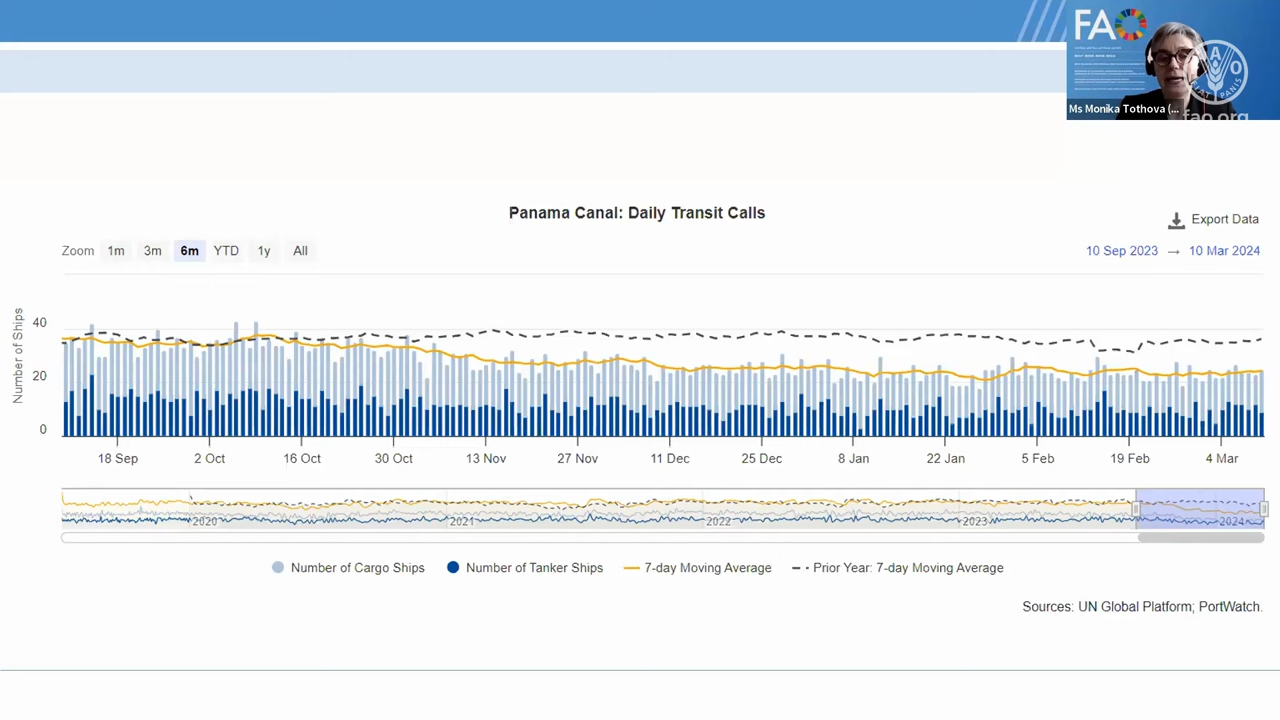 FAO
A
O
FIAT PANIS
fao.org
Ms Monika Tothova (...
Panama Canal: Daily Transit Calls
Export Data
Zoom 1m 3m 6m YTD 1y All
10 Sep 2023 → 10 Mar 2024
Number of Ships
40
20
0
18 Sep 2 Oct 16 Oct 30 Oct 13 Nov 27 Nov 11 Dec 25 Dec 8 Jan 22 Jan 5 Feb 19 Feb 4 Mar
2020 2021 2022 2023 2024
Number of Cargo Ships Number of Tanker Ships 7-day Moving Average Prior Year: 7-day Moving Average
Sources: UN Global Platform; PortWatch.